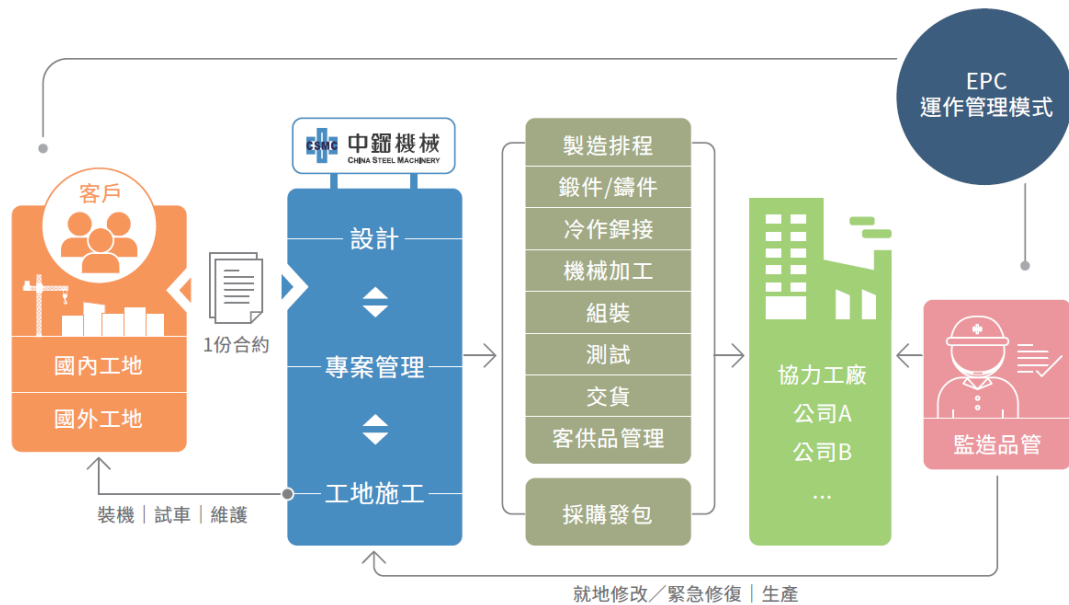 EPC
運作管理模式
客戶
國內工地
國外工地
1份合約
CSMC 中鋼機械
CHINA STEEL MACHINERY
設計
專案管理
工地施工
裝機｜試車｜維護
製造排程
鍛件/鑄件
冷作銲接
機械加工
組裝
測試
交貨
客供品管理
採購發包
協力工廠
公司A
公司B
...
監造品管
就地修改／緊急修復｜生產